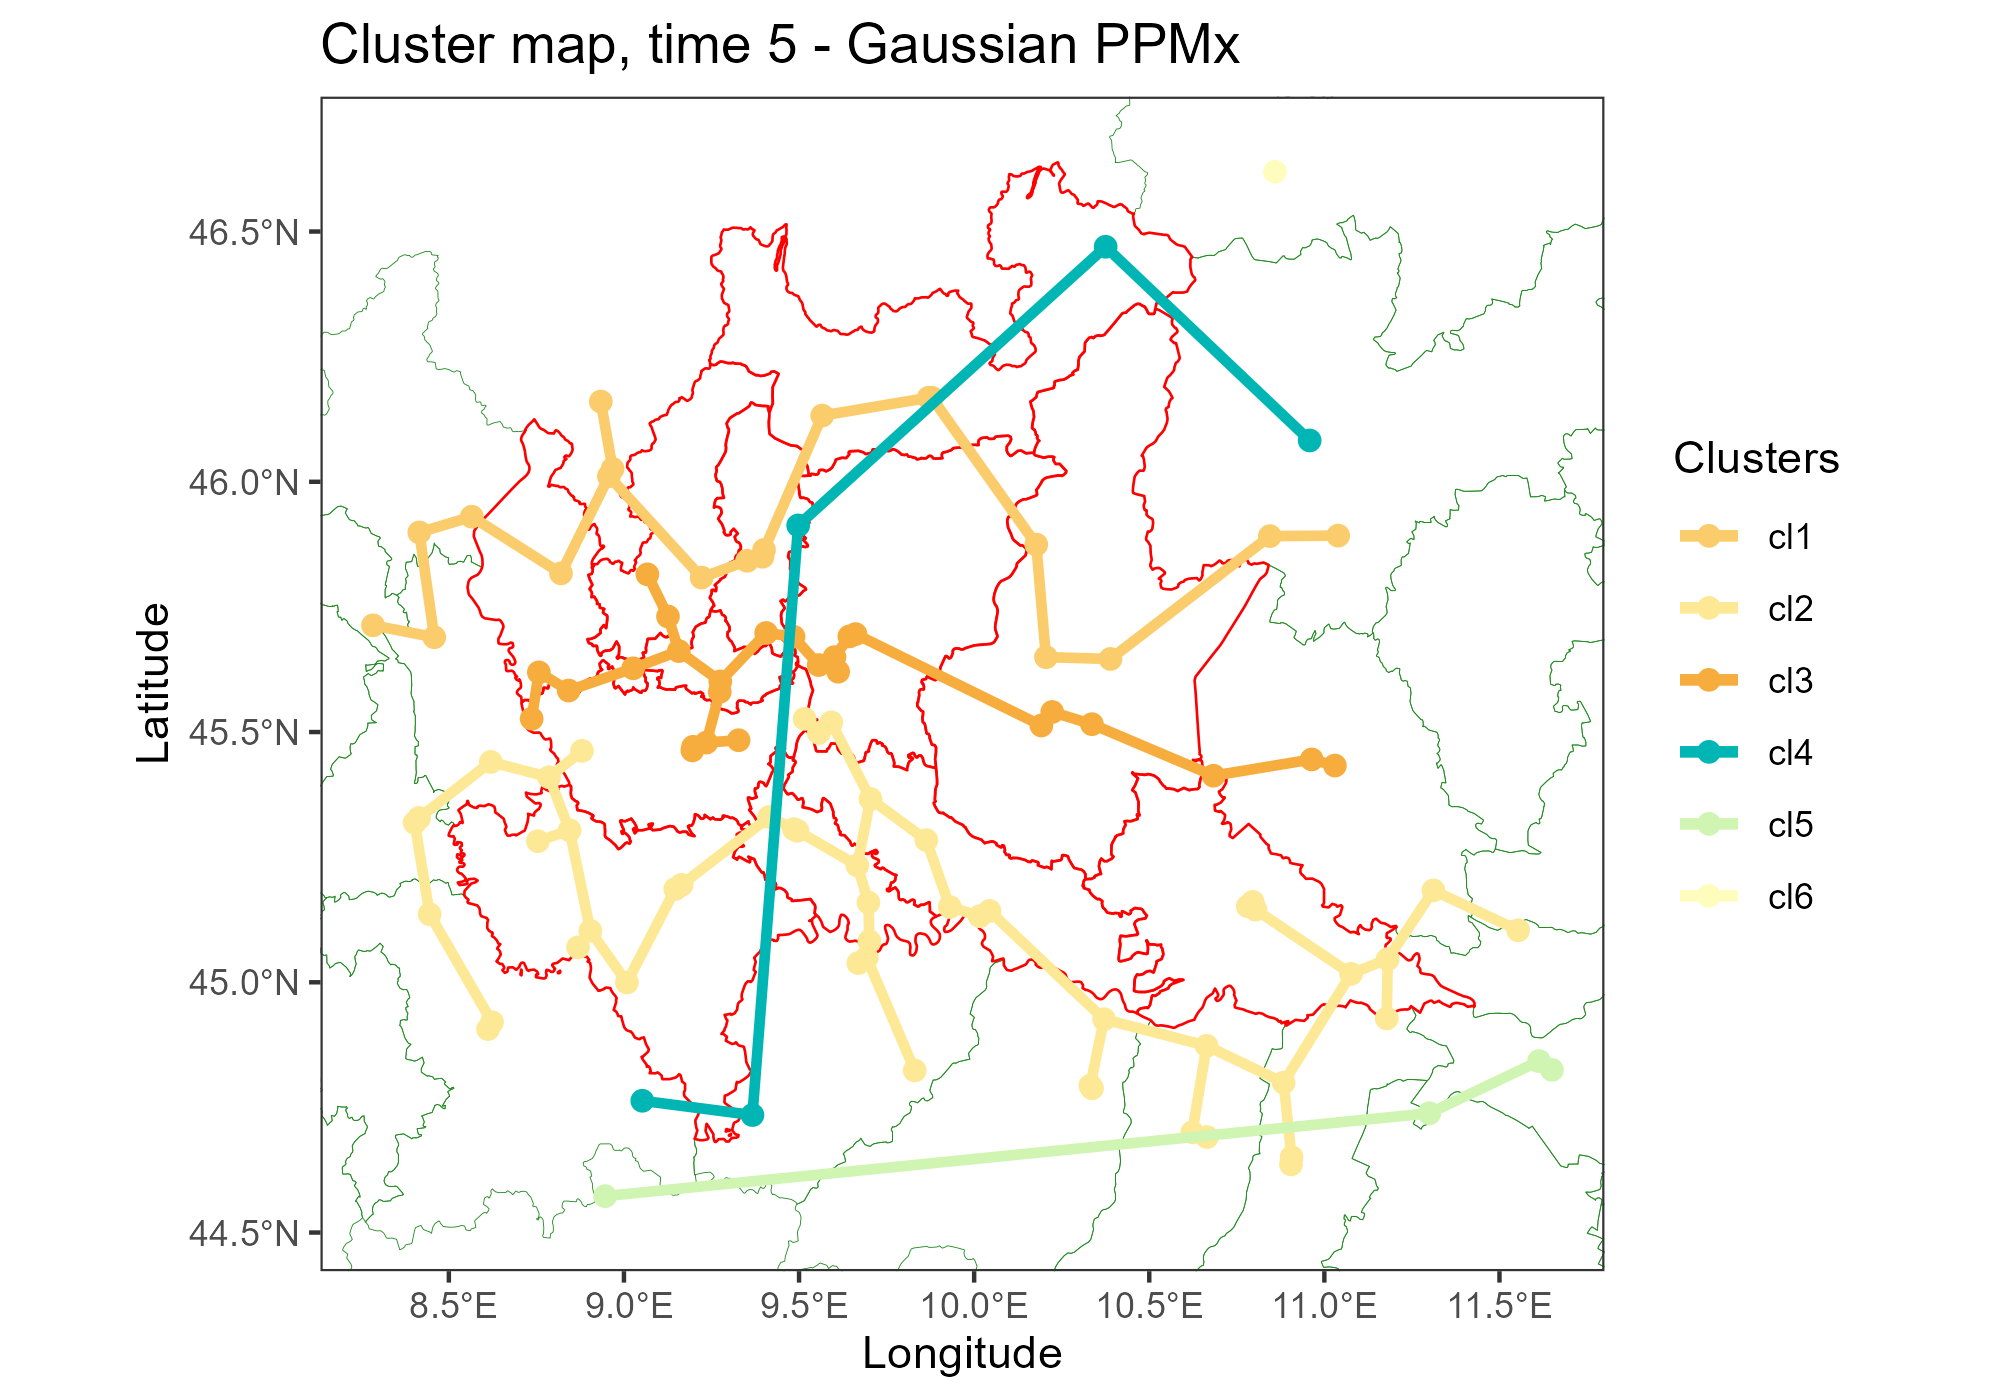 Cluster map, time 5 - Gaussian PPMx
46.5°N
46.0°N
45.5°N
45.0°N
44.5°N
Latitude
8.5°E
9.0°E
9.5°E
10.0°E
10.5°E
11.0°E
11.5°E
Longitude
Clusters
cl1
cl2
cl3
cl4
cl5
cl6